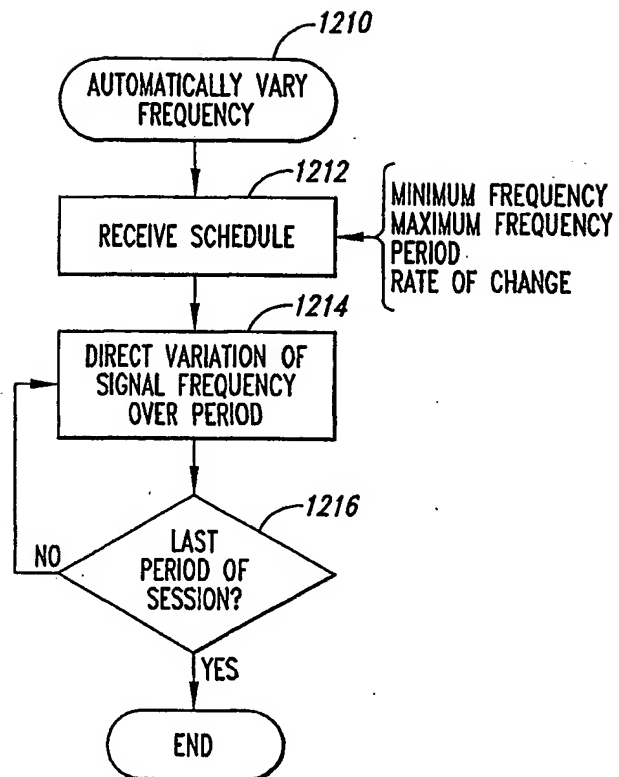 1210
AUTOMATICALLY VARY
FREQUENCY
1212
RECEIVE SCHEDULE
MINIMUM FREQUENCY
MAXIMUM FREQUENCY
PERIOD
RATE OF CHANGE
1214
DIRECT VARIATION OF
SIGNAL FREQUENCY
OVER PERIOD
1216
LAST
PERIOD OF
SESSION?
NO
YES
END